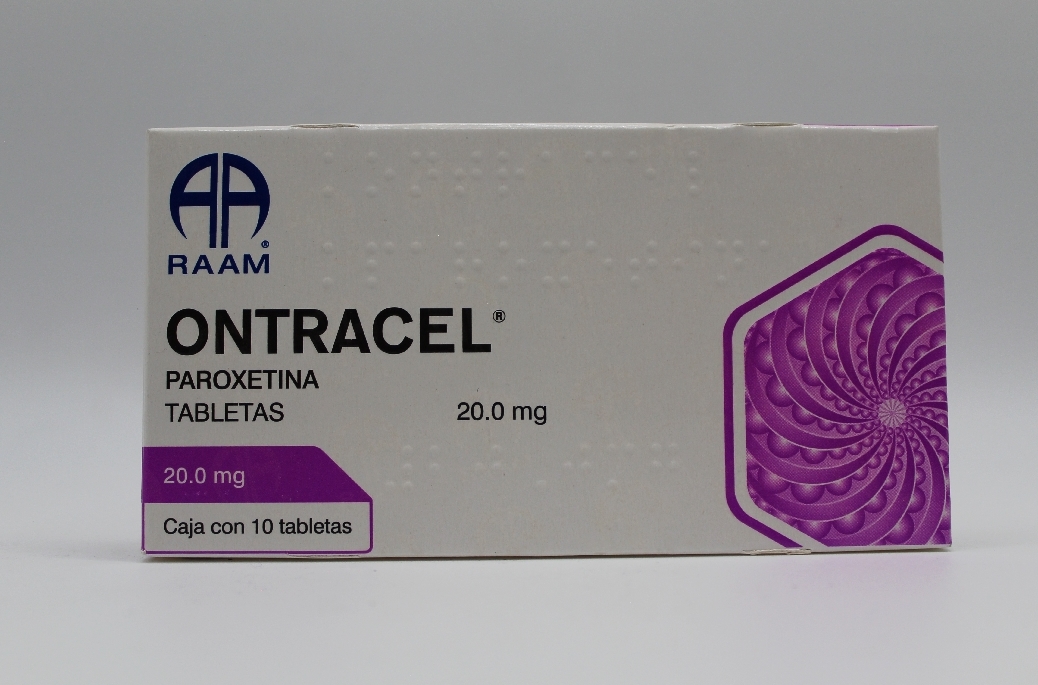 RAAM®
ONTRACEL®
PAROXETINA
TABLETAS 20.0 mg
20.0 mg
Caja con 10 tabletas